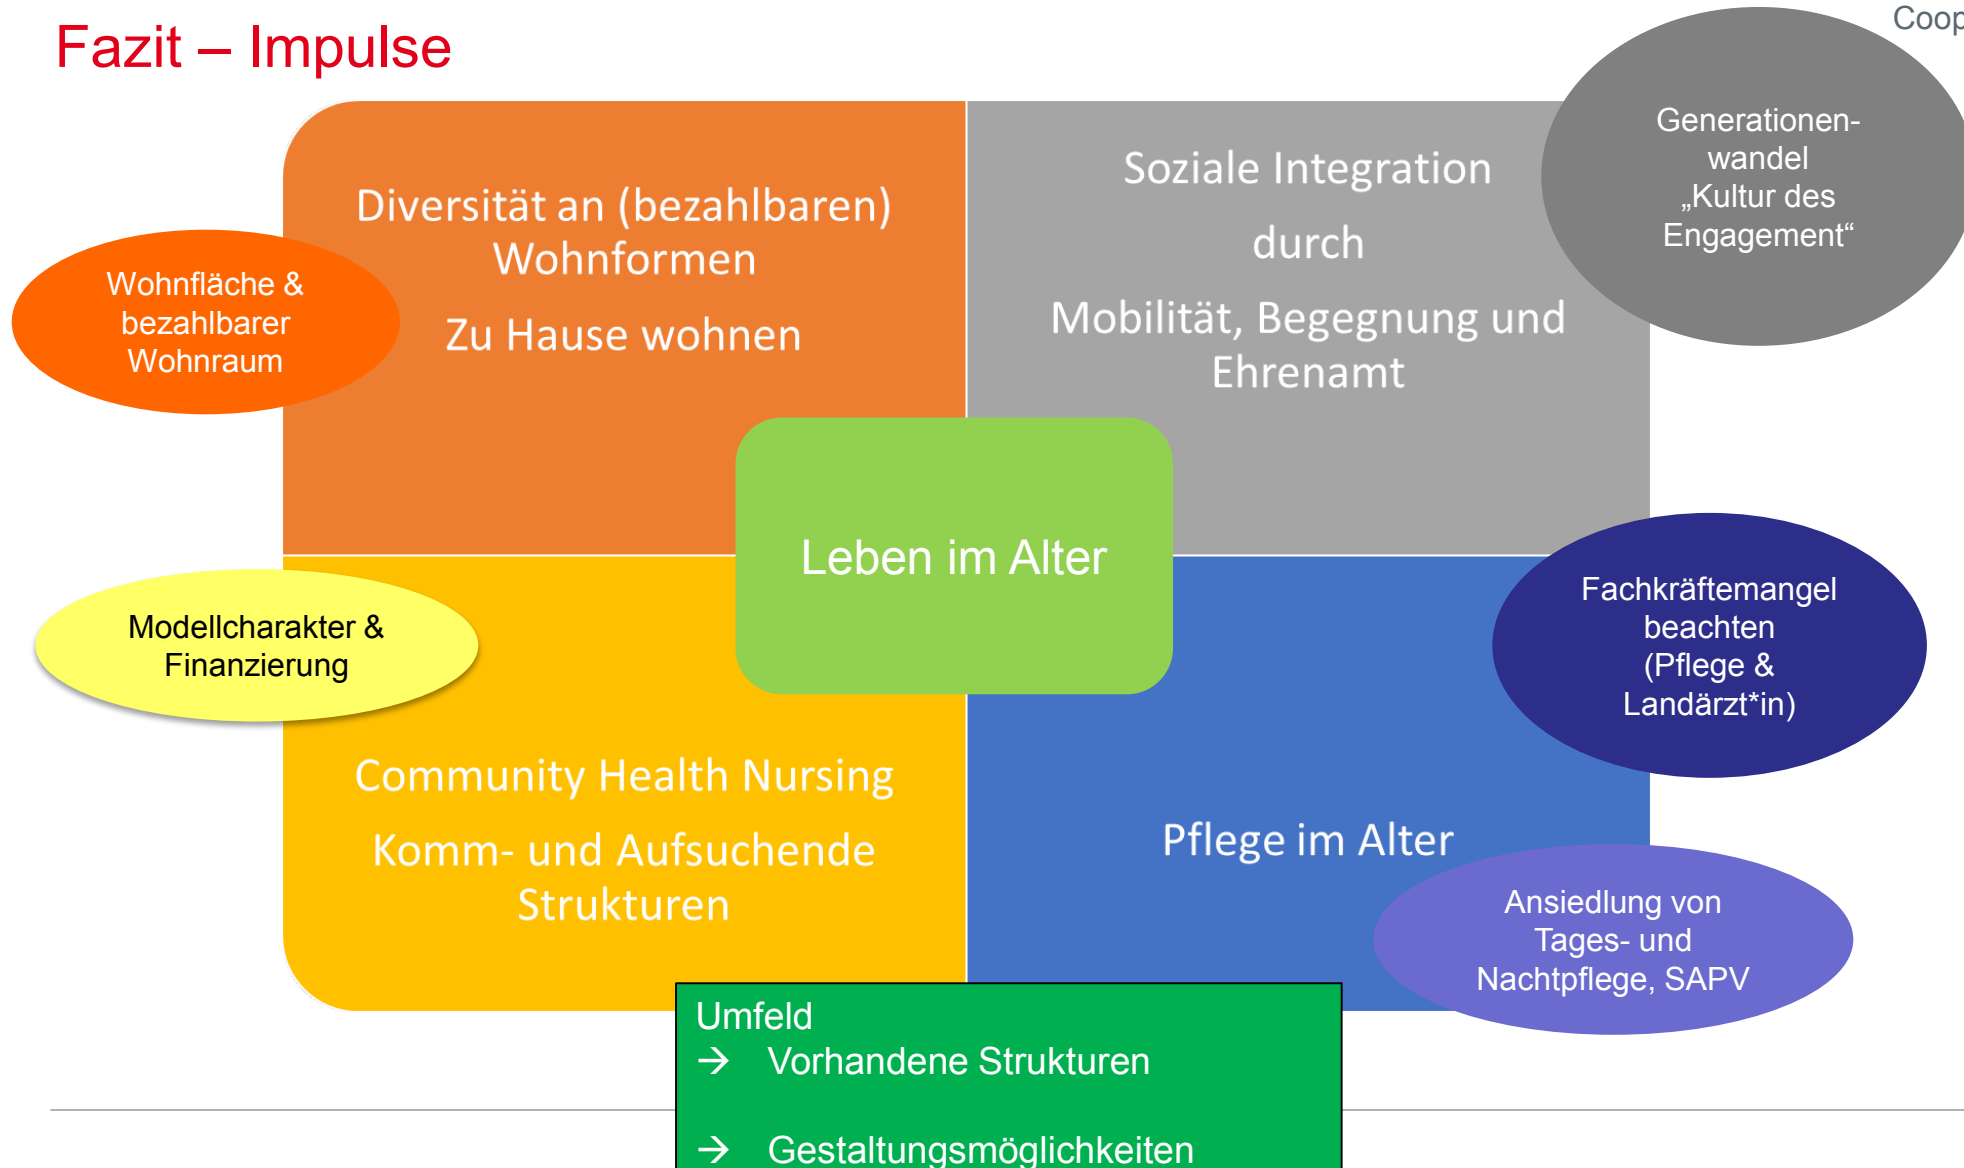 Fazit – Impulse
Coop
Diversität an (bezahlbaren)
Wohnformen
Zu Hause wohnen
Wohnfläche &
bezahlbarer
Wohnraum
Soziale Integration
durch
Mobilität, Begegnung und
Ehrenamt
Generationen-
wandel
„Kultur des
Engagement“
Leben im Alter
Modellcharakter &
Finanzierung
Community Health Nursing
Komm- und Aufsuchende
Strukturen
Fachkräftemangel
beachten
(Pflege &
Landärzt*in)
Pflege im Alter
Ansiedlung von
Tages- und
Nachtpflege, SAPV
Umfeld
→ Vorhandene Strukturen
→ Gestaltungsmöglichkeiten